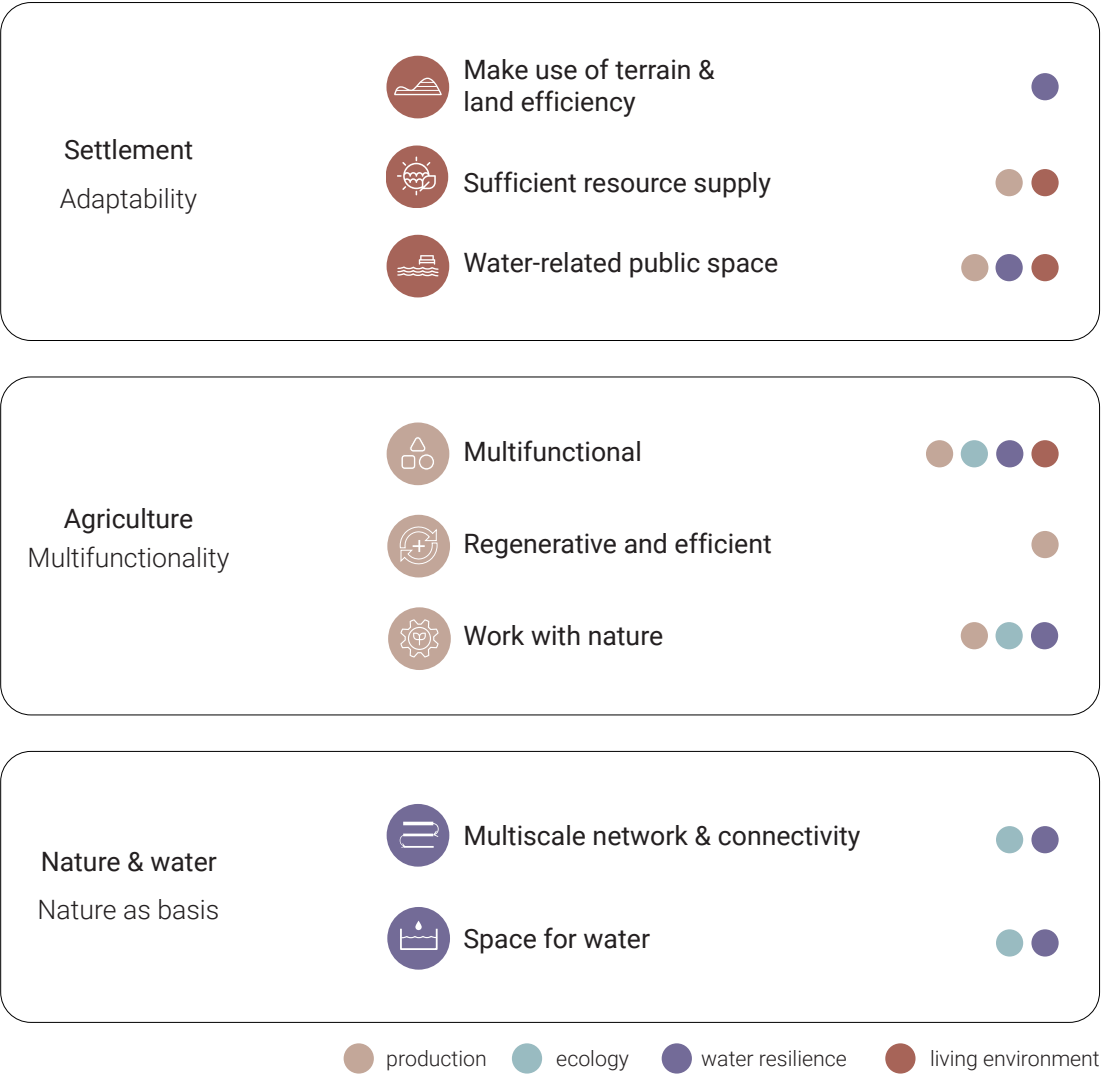 Settlement
Adaptability
Make use of terrain &
land efficiency
Sufficient resource supply
Water-related public space
Agriculture
Multifunctionality
Multifunctional
Regenerative and efficient
Work with nature
Nature & water
Nature as basis
Multiscale network & connectivity
Space for water
production
ecology
water resilience
living environment